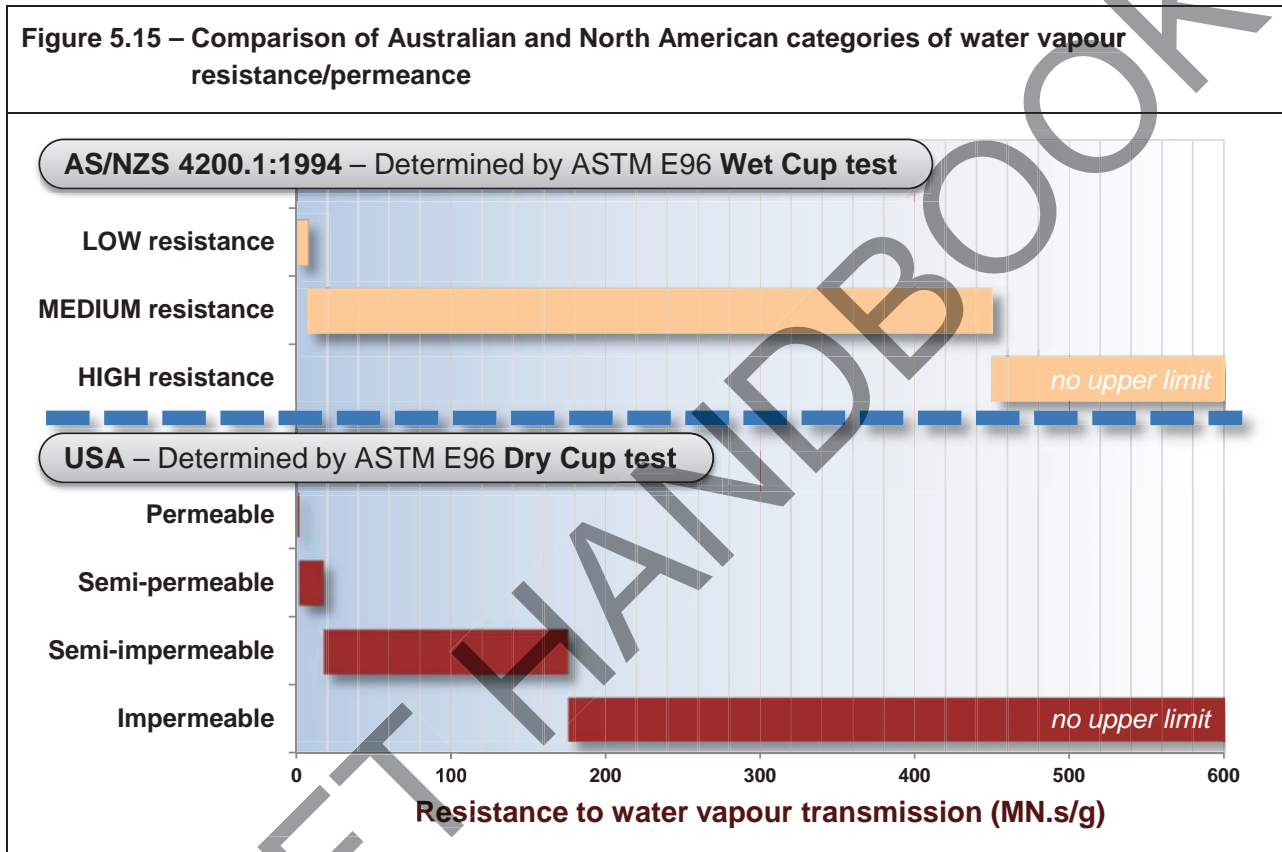 Figure 5.15 – Comparison of Australian and North American categories of water vapour
resistance/permeance
AS/NZS 4200.1:1994 – Determined by ASTM E96 Wet Cup test
LOW resistance
MEDIUM resistance
HIGH resistance
no upper limit
USA – Determined by ASTM E96 Dry Cup test
Permeable
Semi-permeable
Semi-impermeable
Impermeable
no upper limit
0 100 200 300 400 500 600
Resistance to water vapour transmission (MN.s/g)
ET HANDBOOK